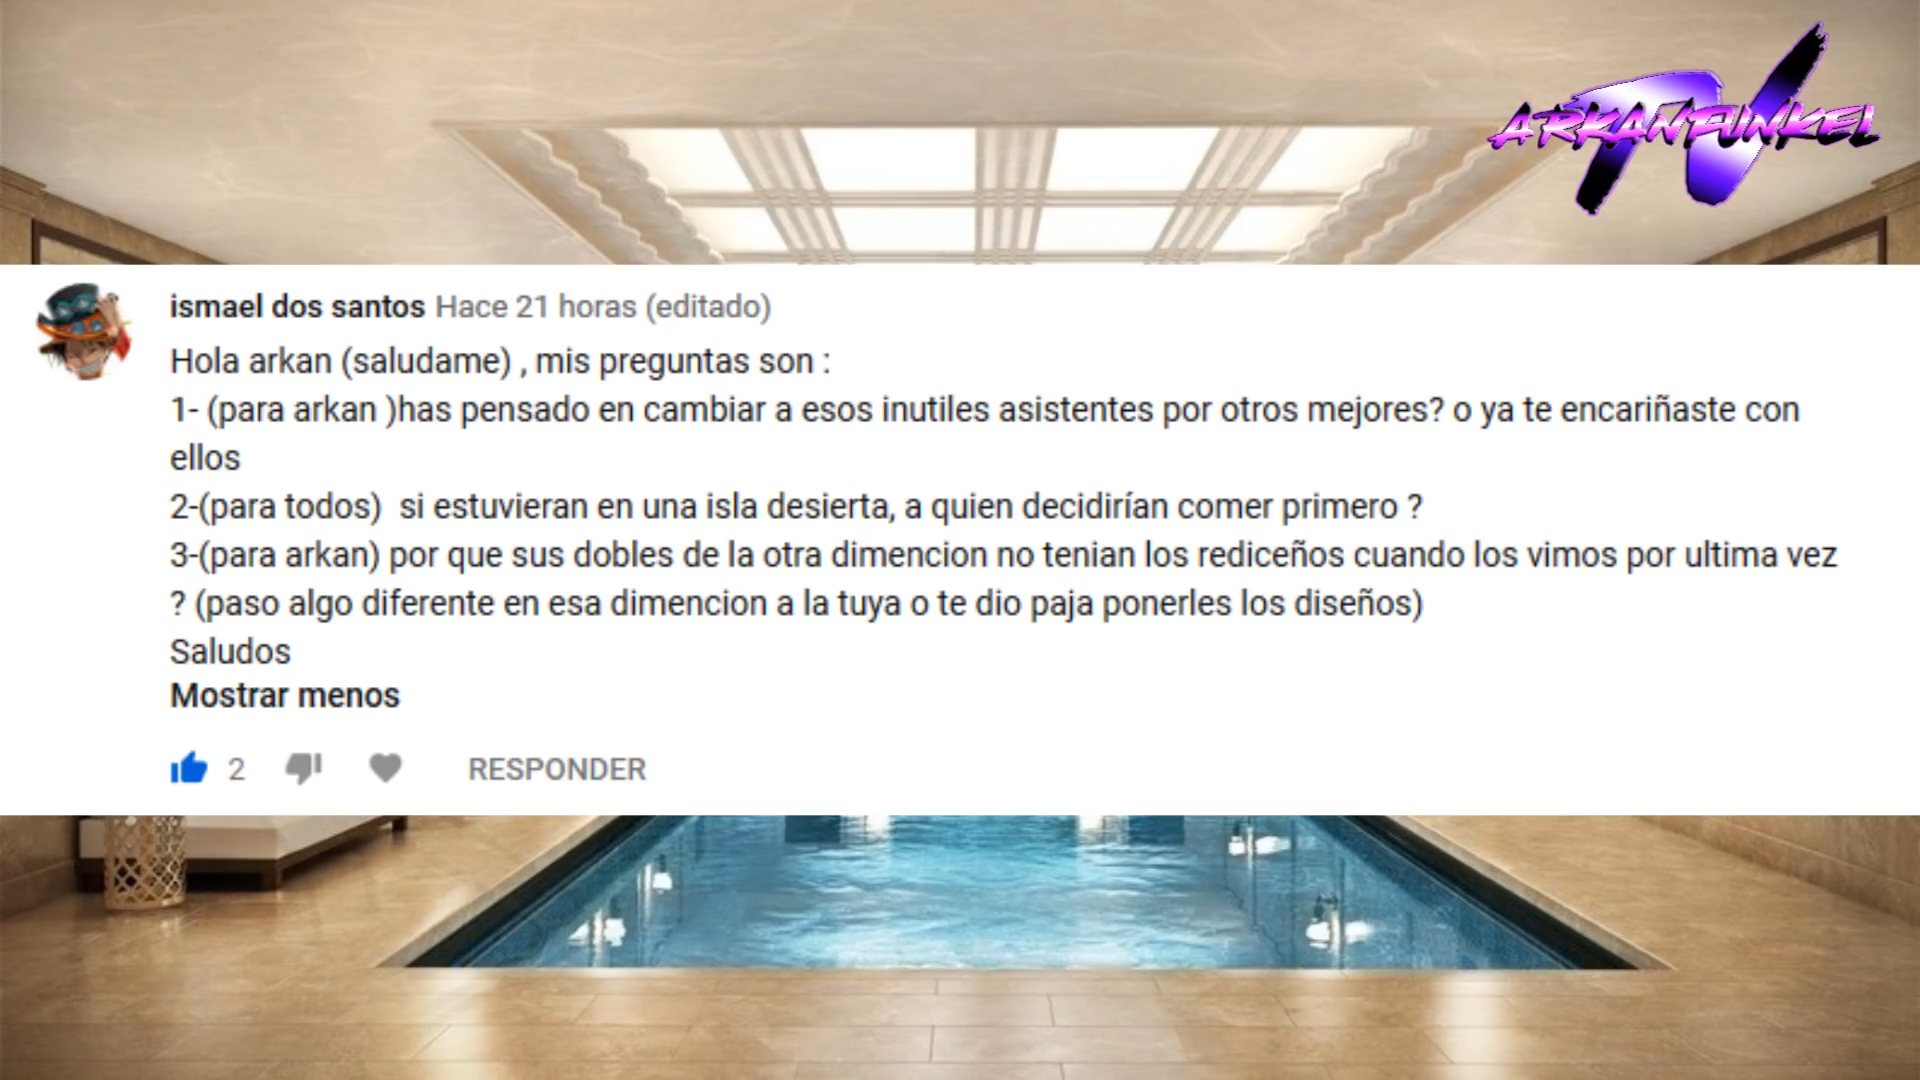 ARKANFUNKEL
TV
ismael dos santos Hace 21 horas (editado)
Hola arkan (saludame) , mis preguntas son :
1- (para arkan )has pensado en cambiar a esos inutiles asistentes por otros mejores? o ya te encariñaste con
ellos
2-(para todos)  si estuvieran en una isla desierta, a quien decidirían comer primero ?
3-(para arkan) por que sus dobles de la otra dimencion no tenian los rediceños cuando los vimos por ultima vez
? (paso algo diferente en esa dimencion a la tuya o te dio paja ponerles los diseños)
Saludos
Mostrar menos
2 RESPONDER